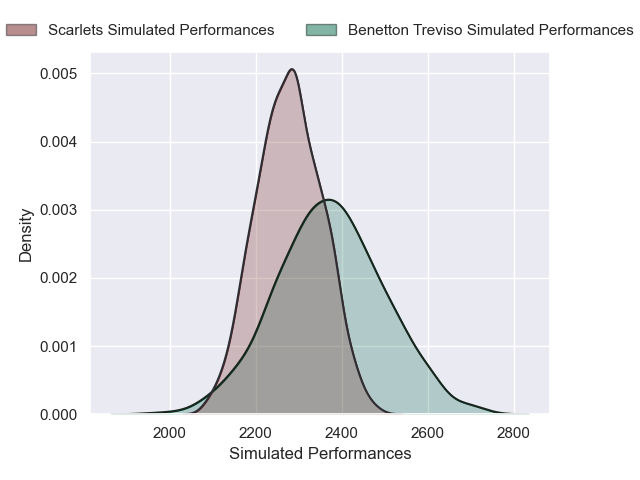 Scarlets Simulated Performances Benetton Treviso Simulated Performances
0.005
0.004
0.003
0.002
0.001
0.000
Density
2000 2200 2400 2600 2800
Simulated Performances